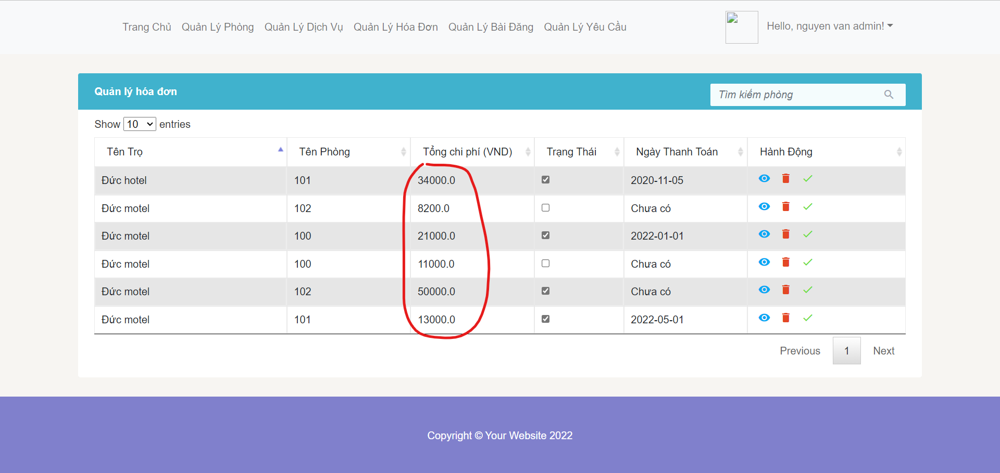 Trang Chủ Quản Lý Phòng Quản Lý Dịch Vụ Quản Lý Hóa Đơn Quản Lý Bài Đăng Quản Lý Yêu Cầu Hello, nguyen van admin!
Quản lý hóa đơn Tìm kiếm phòng
Show 10 entries
Tên Trọ Tên Phòng Tổng chi phí (VND) Trạng Thái Ngày Thanh Toán Hành Động
Đức hotel 101 34000.0 2020-11-05
Đức motel 102 8200.0 Chưa có
Đức motel 100 21000.0 2022-01-01
Đức motel 100 11000.0 Chưa có
Đức motel 102 50000.0 Chưa có
Đức motel 101 13000.0 2022-05-01
Previous 1 Next
Copyright © Your Website 2022